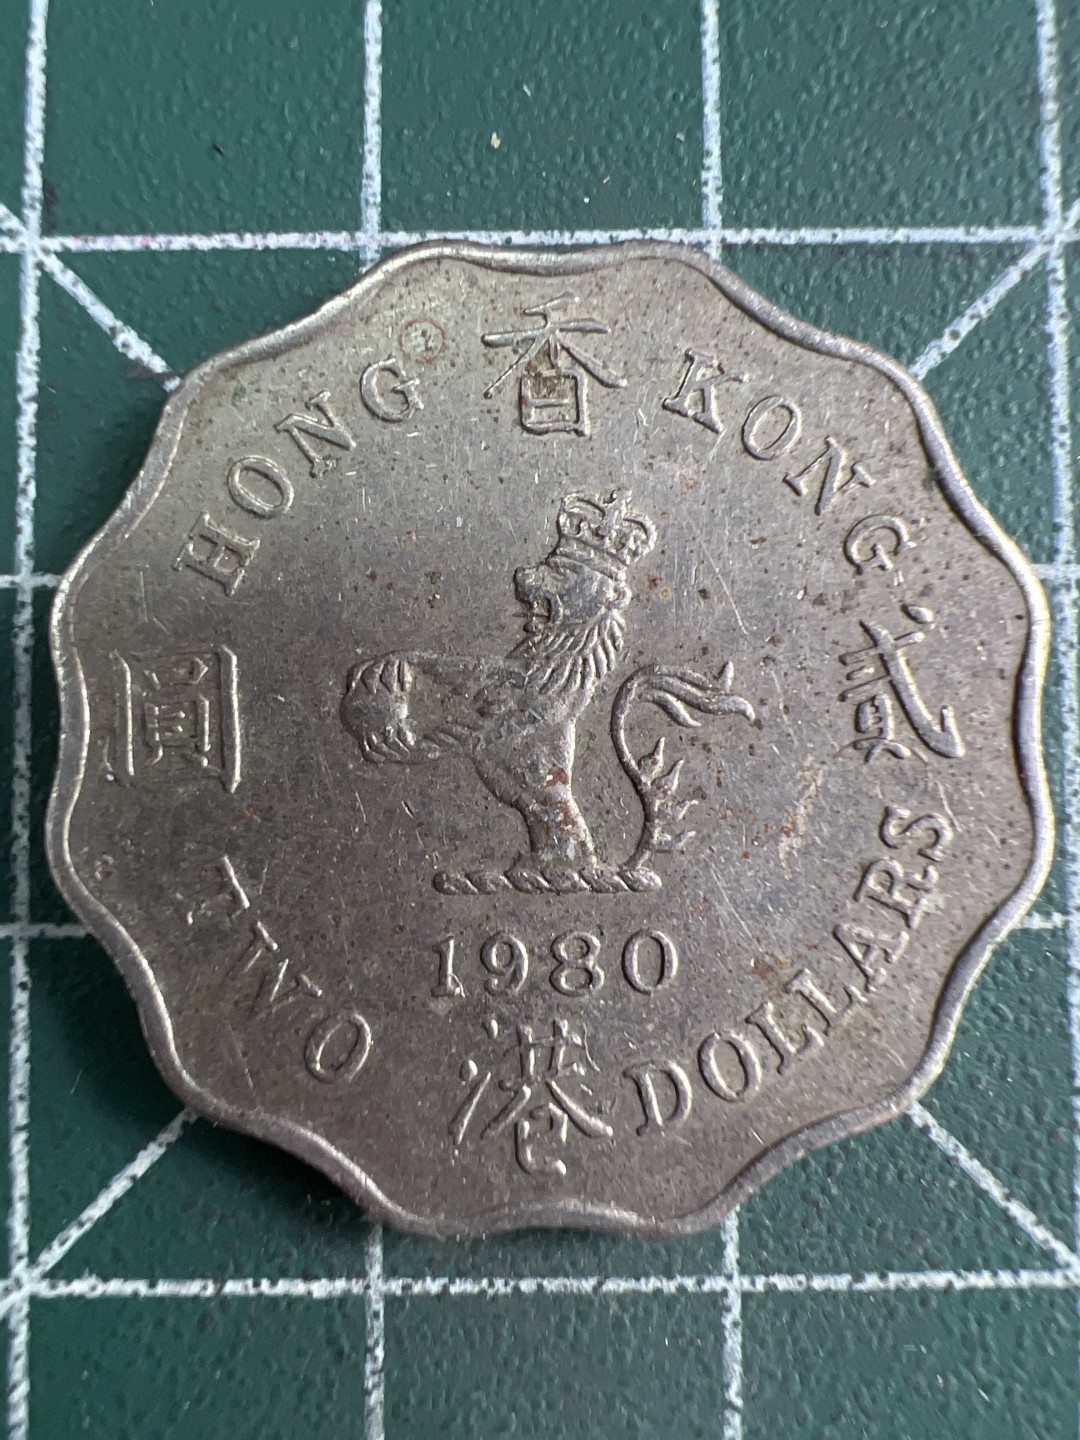 HONG KONG
香
圓
貳
1980
港
TWO DOLLARS